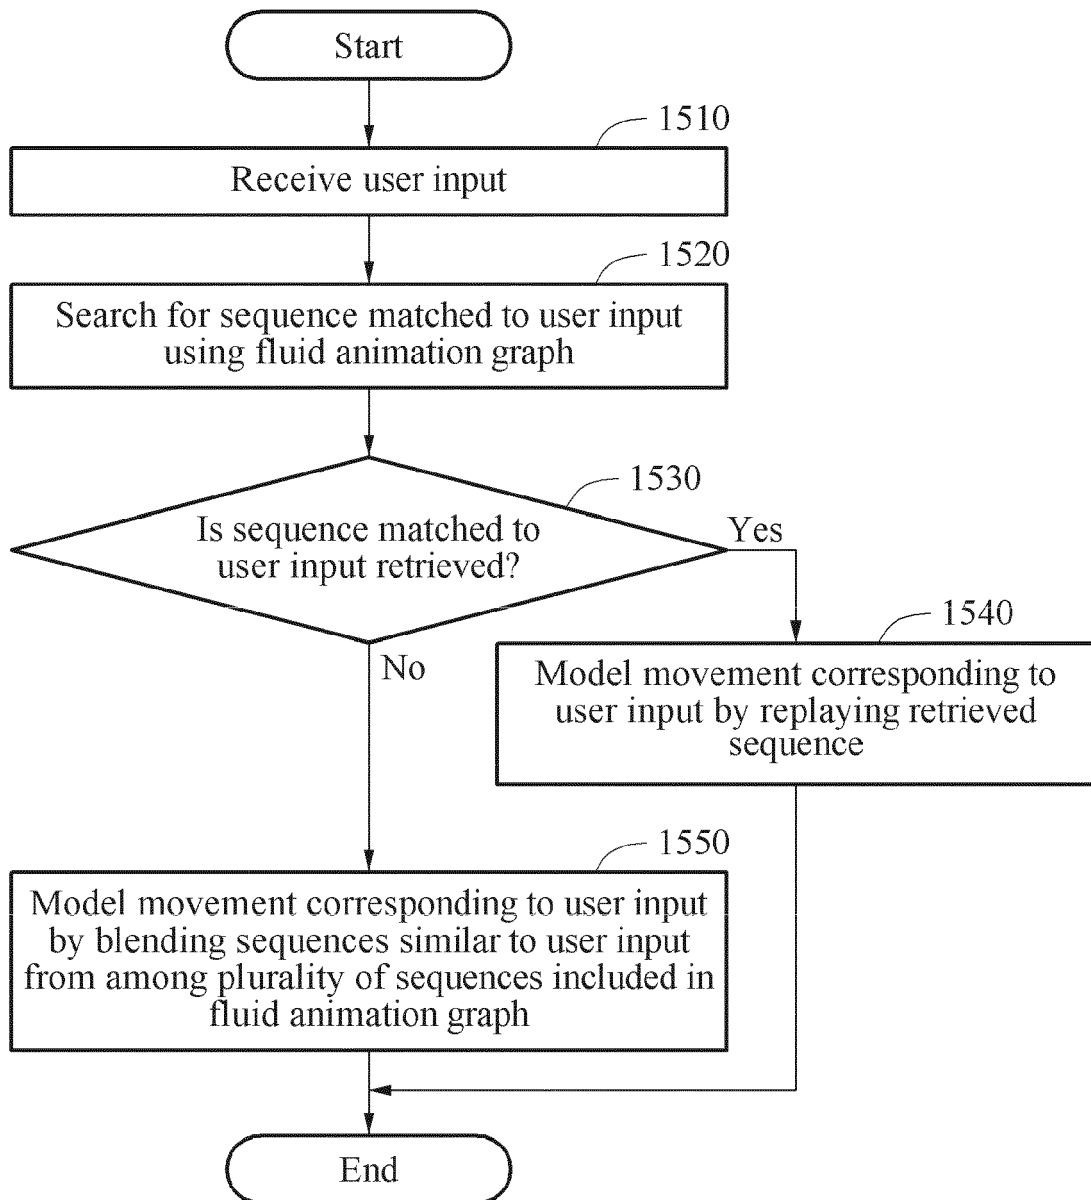 Start
1510
Receive user input
1520
Search for sequence matched to user input
using fluid animation graph
1530
Is sequence matched to
user input retrieved?
Yes
No
1540
Model movement corresponding to
user input by replaying retrieved
sequence
1550
Model movement corresponding to user input
by blending sequences similar to user input
from among plurality of sequences included in
fluid animation graph
End